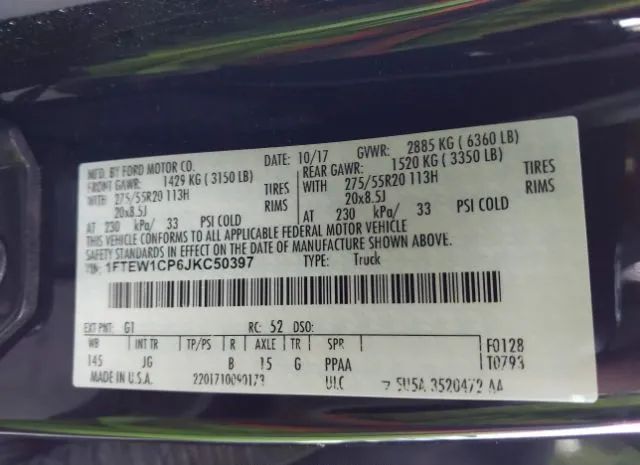 MFD. BY FORD MOTOR CO.
DATE: 10/17 GVWR: 2885 KG ( 6360 LB)
FRONT GAWR: 1429 KG ( 3150 LB)
REAR GAWR: 1520 KG ( 3350 LB)
WITH 275/55R20 113H TIRES
WITH 275/55R20 113H TIRES
20x8.5J RIMS
20x8.5J RIMS
AT 230 kPa/ 33 PSI COLD
AT 230 kPa/ 33 PSI COLD
THIS VEHICLE CONFORMS TO ALL APPLICABLE FEDERAL MOTOR VEHICLE
SAFETY STANDARDS IN EFFECT ON THE DATE OF MANUFACTURE SHOWN ABOVE.
VIN: 1FTEW1CP6JKC50397 TYPE: Truck
EXT PNT: G1 RC: 52 DSO:
WB INT TR TP/PS R AXLE TR SPR F0128
145 JG B 15 G PPAA T0793
MADE IN U.S.A. 2201710090173 ULC 5U5A 3520472 AA